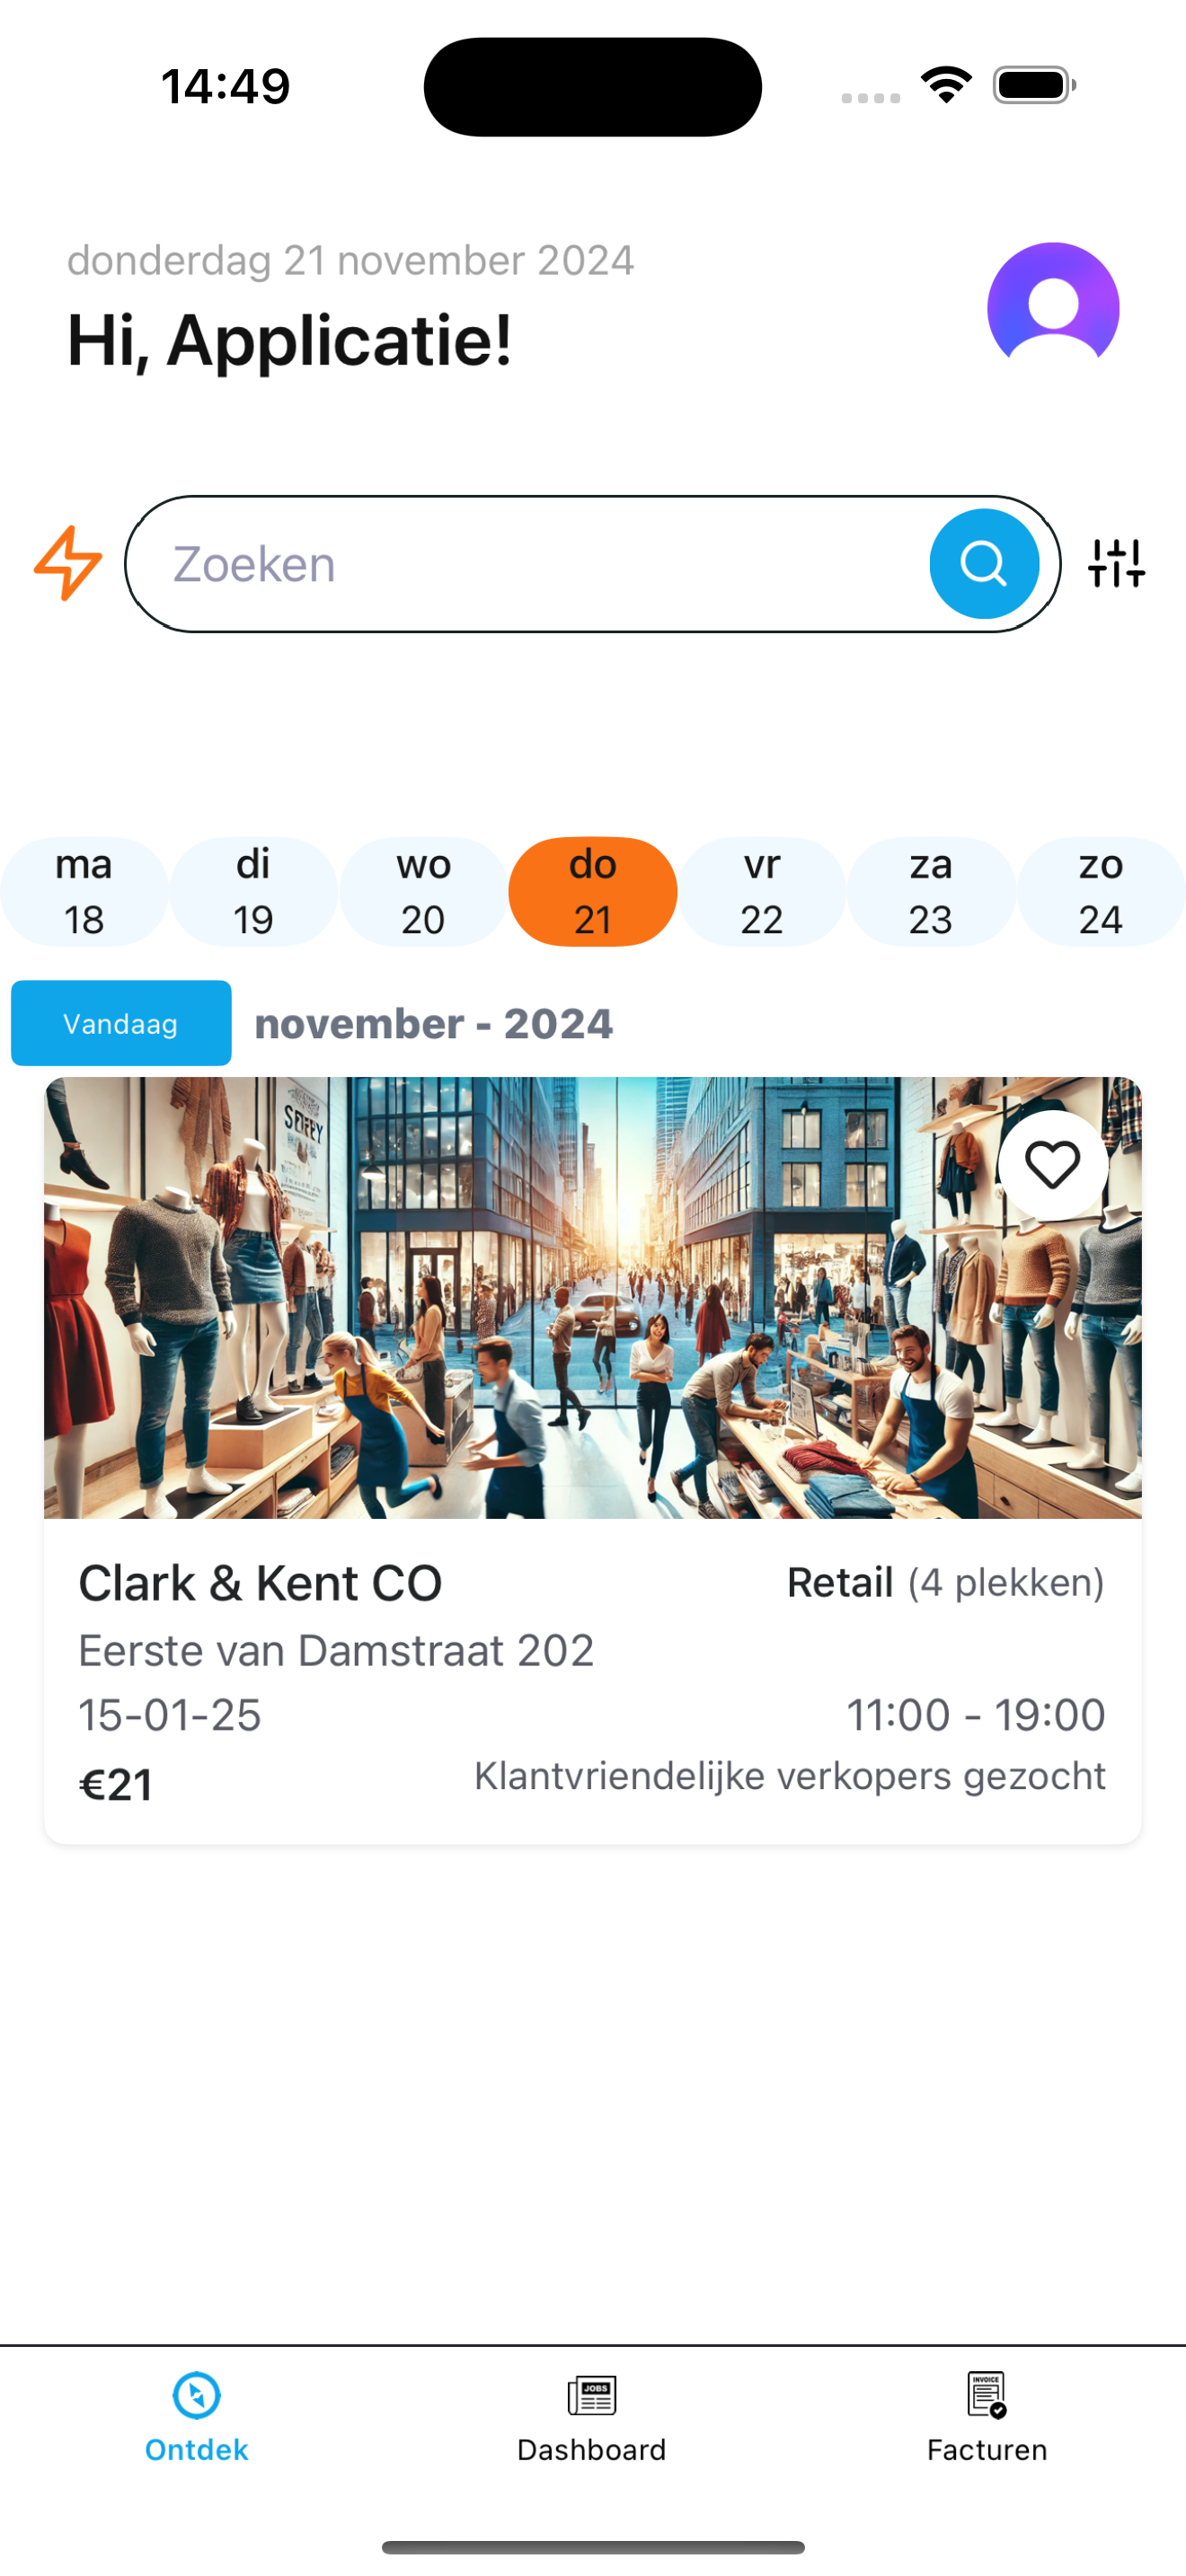 14:49
donderdag 21 november 2024
Hi, Applicatie!
Zoeken
ma di wo do vr za zo
18 19 20 21 22 23 24
Vandaag november - 2024
Clark & Kent CO Retail (4 plekken)
Eerste van Damstraat 202
15-01-25 11:00 - 19:00
€21 Klantvriendelijke verkopers gezocht
JOBS INVOICE
Ontdek Dashboard Facturen